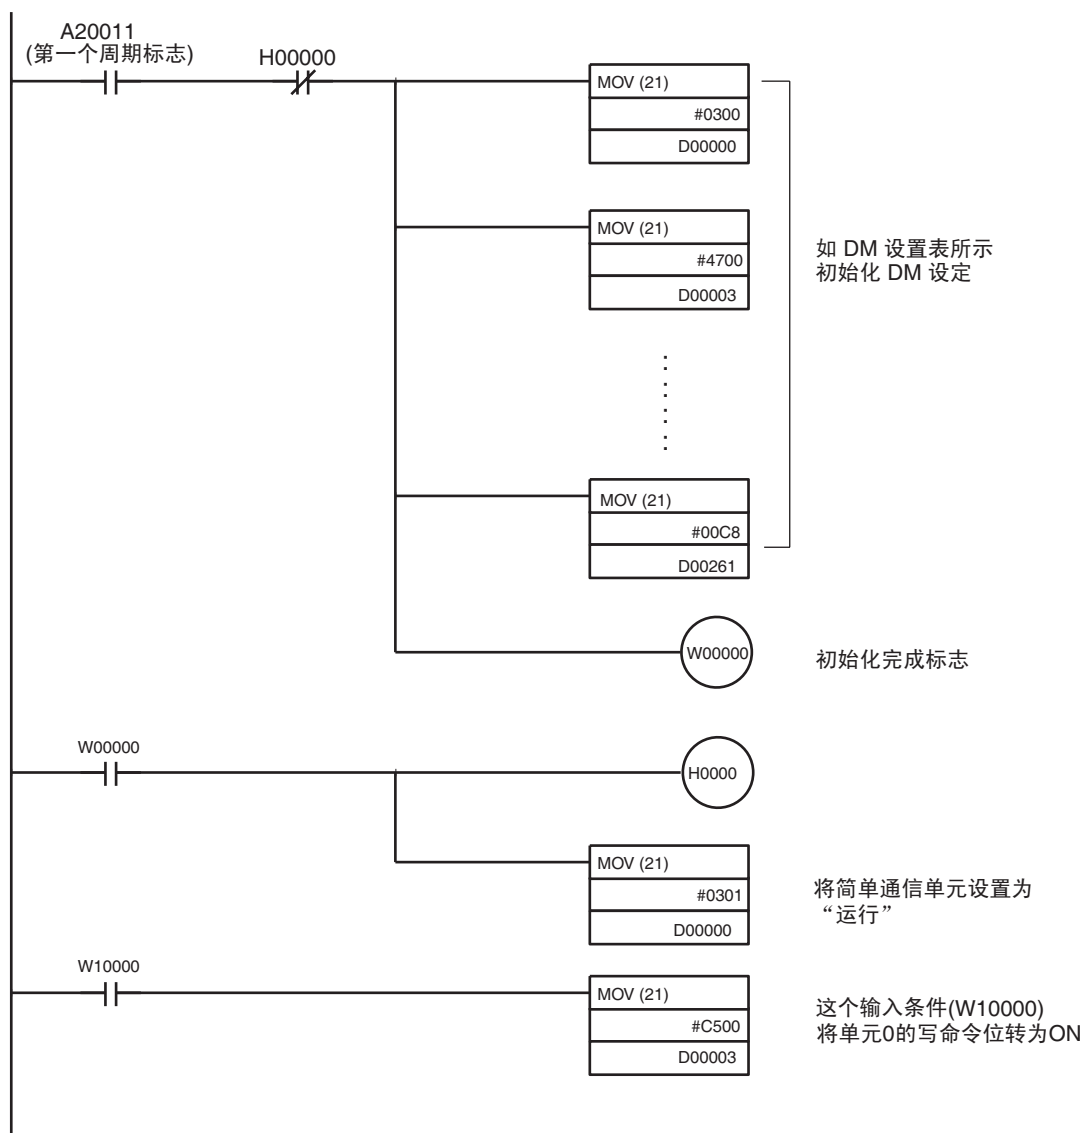 A20011
(第一个周期标志)
H00000
MOV (21)
#0300
D00000
MOV (21)
#4700
D00003
如 DM 设置表所示
初始化 DM 设定
MOV (21)
#00C8
D00261
W00000
初始化完成标志
W00000
H0000
MOV (21)
#0301
D00000
将简单通信单元设置为
“运行”
W10000
MOV (21)
#C500
D00003
这个输入条件(W10000)
将单元0的写命令位转为ON